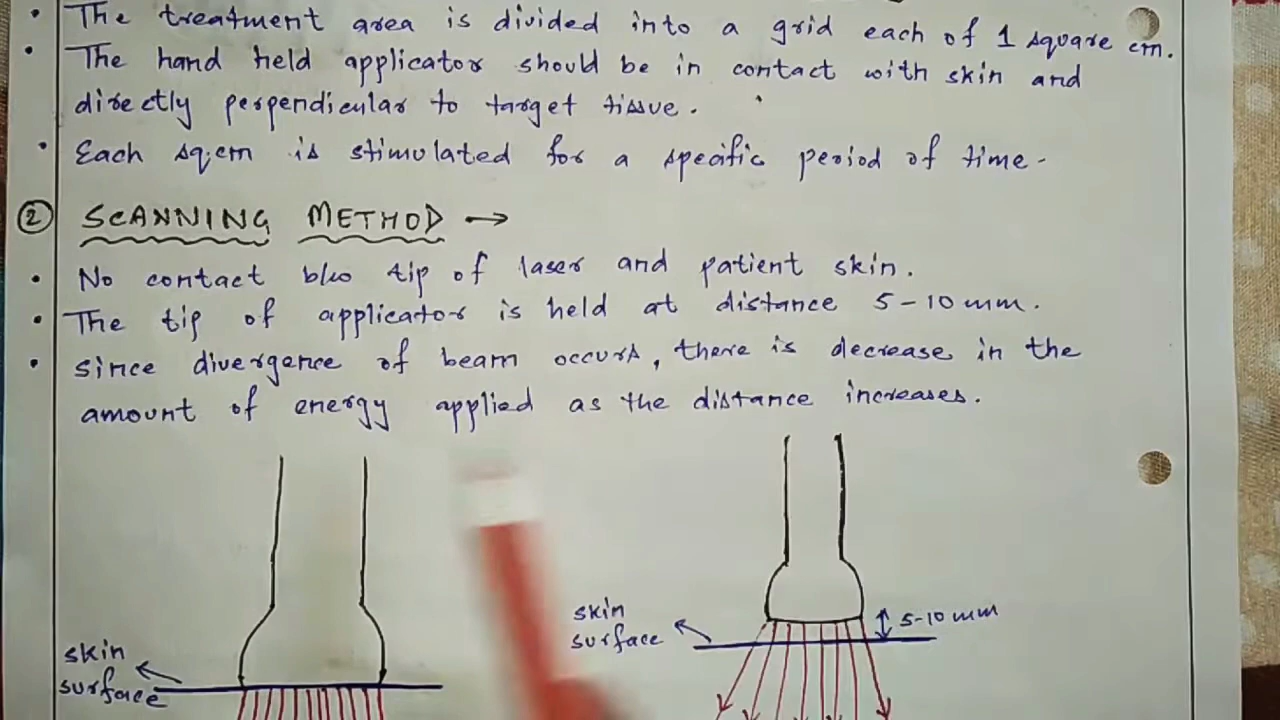 • The treatment area is divided into a grid each of 1 square cm.
• The hand held applicator should be in contact with skin and
directly perpendicular to target tissue.
• Each sq.cm is stimulated for a specific period of time.
② SCANNING METHOD →
• No contact b/w tip of laser and patient skin.
• The tip of applicator is held at distance 5-10 mm.
• since divergence of beam occurs, there is decrease in the
amount of energy applied as the distance increases.
skin
surface
5-10 mm
skin
surface